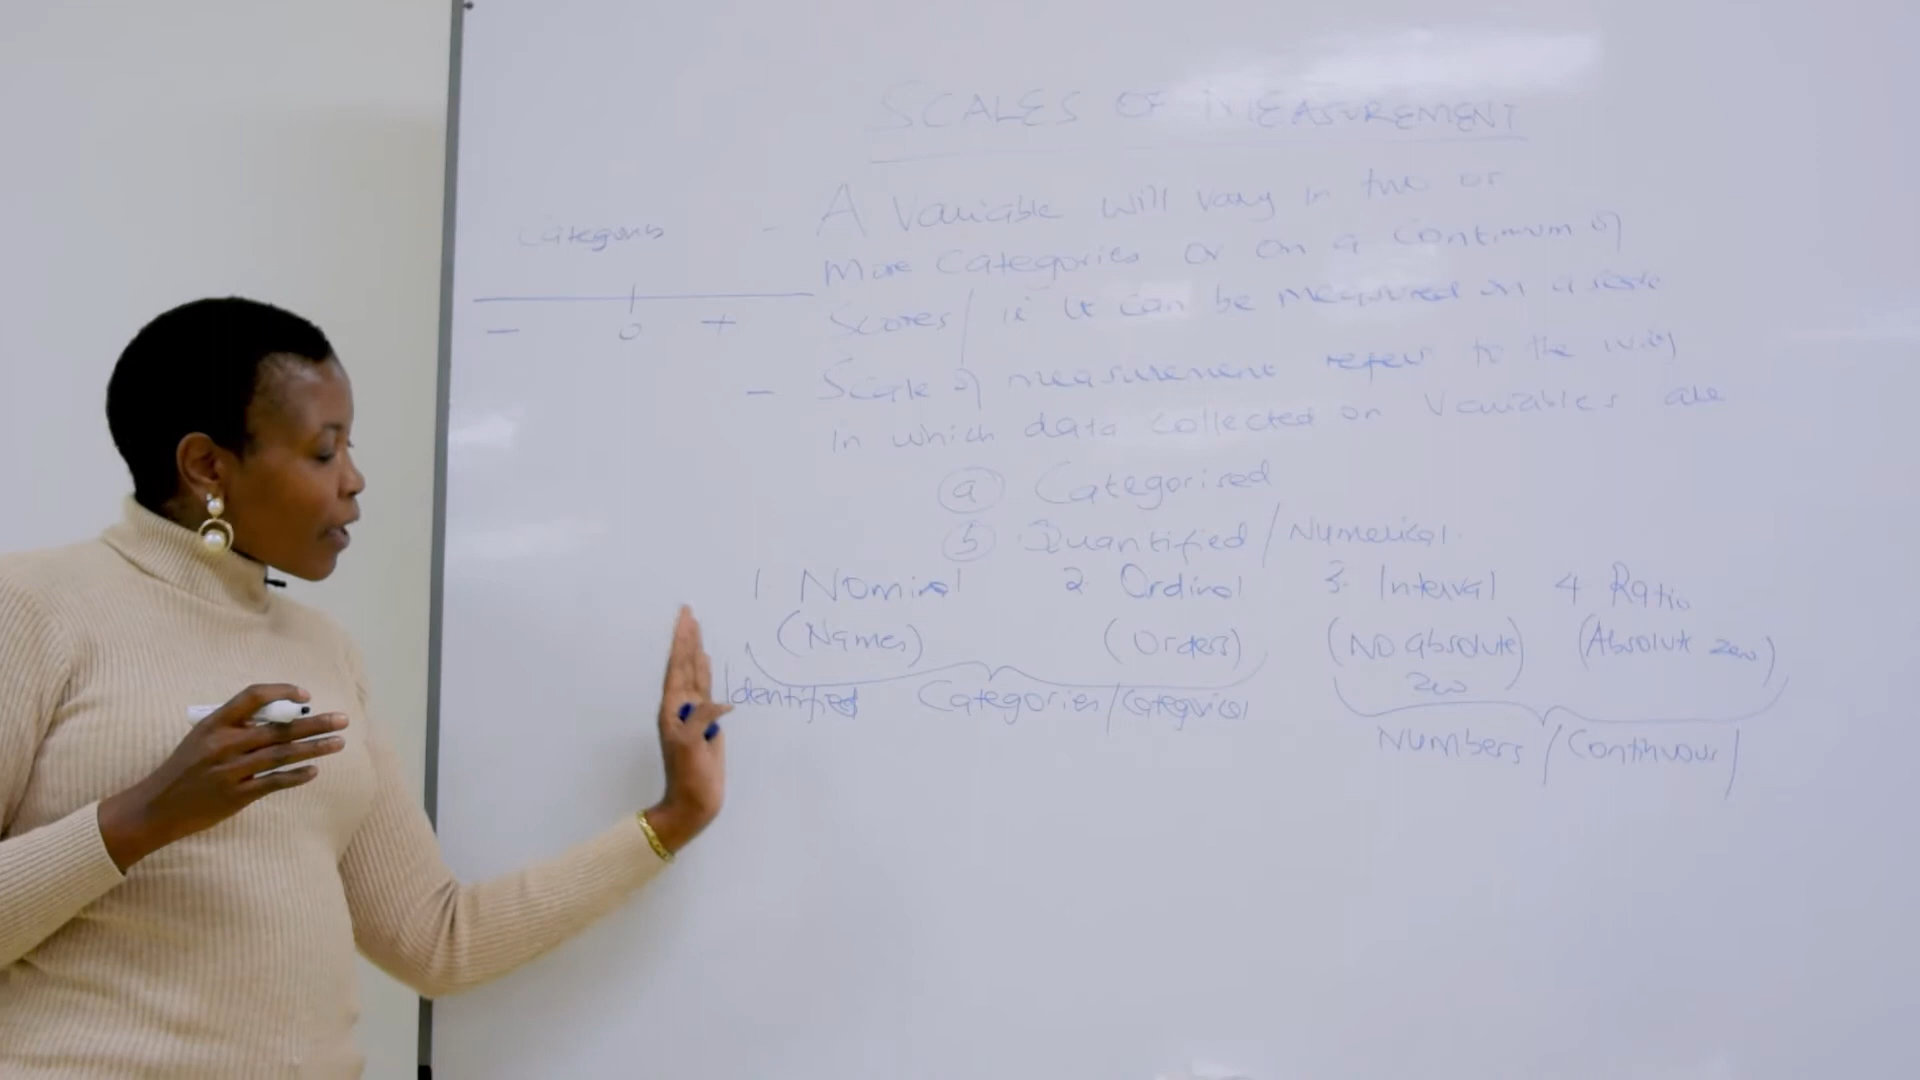 SCALES OF MEASUREMENT
Categories
- A Variable will vary in two or
more categories or on a continuum of
scores / ie it can be measured on a scale
- 0 +
- Scale of measurement refer to the way
in which data collected on variables are
(a) Categorised
(b) Quantified / Numerical.
1. Nominal 2. Ordinal 3. Interval 4. Ratio
(Names) (Orders) (No absolute zero) (Absolute zero)
Identified Categories / Categorical
Numbers / Continuous